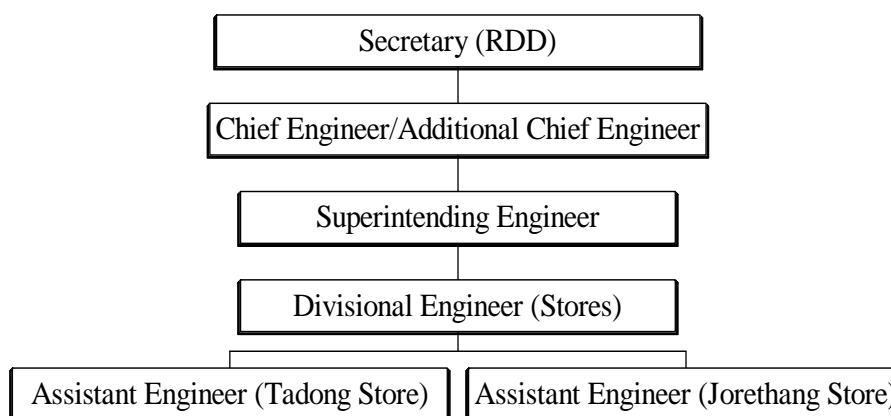 Secretary (RDD)
Chief Engineer/Additional Chief Engineer
Superintending Engineer
Divisional Engineer (Stores)
Assistant Engineer (Tadong Store)
Assistant Engineer (Jorethang Store)